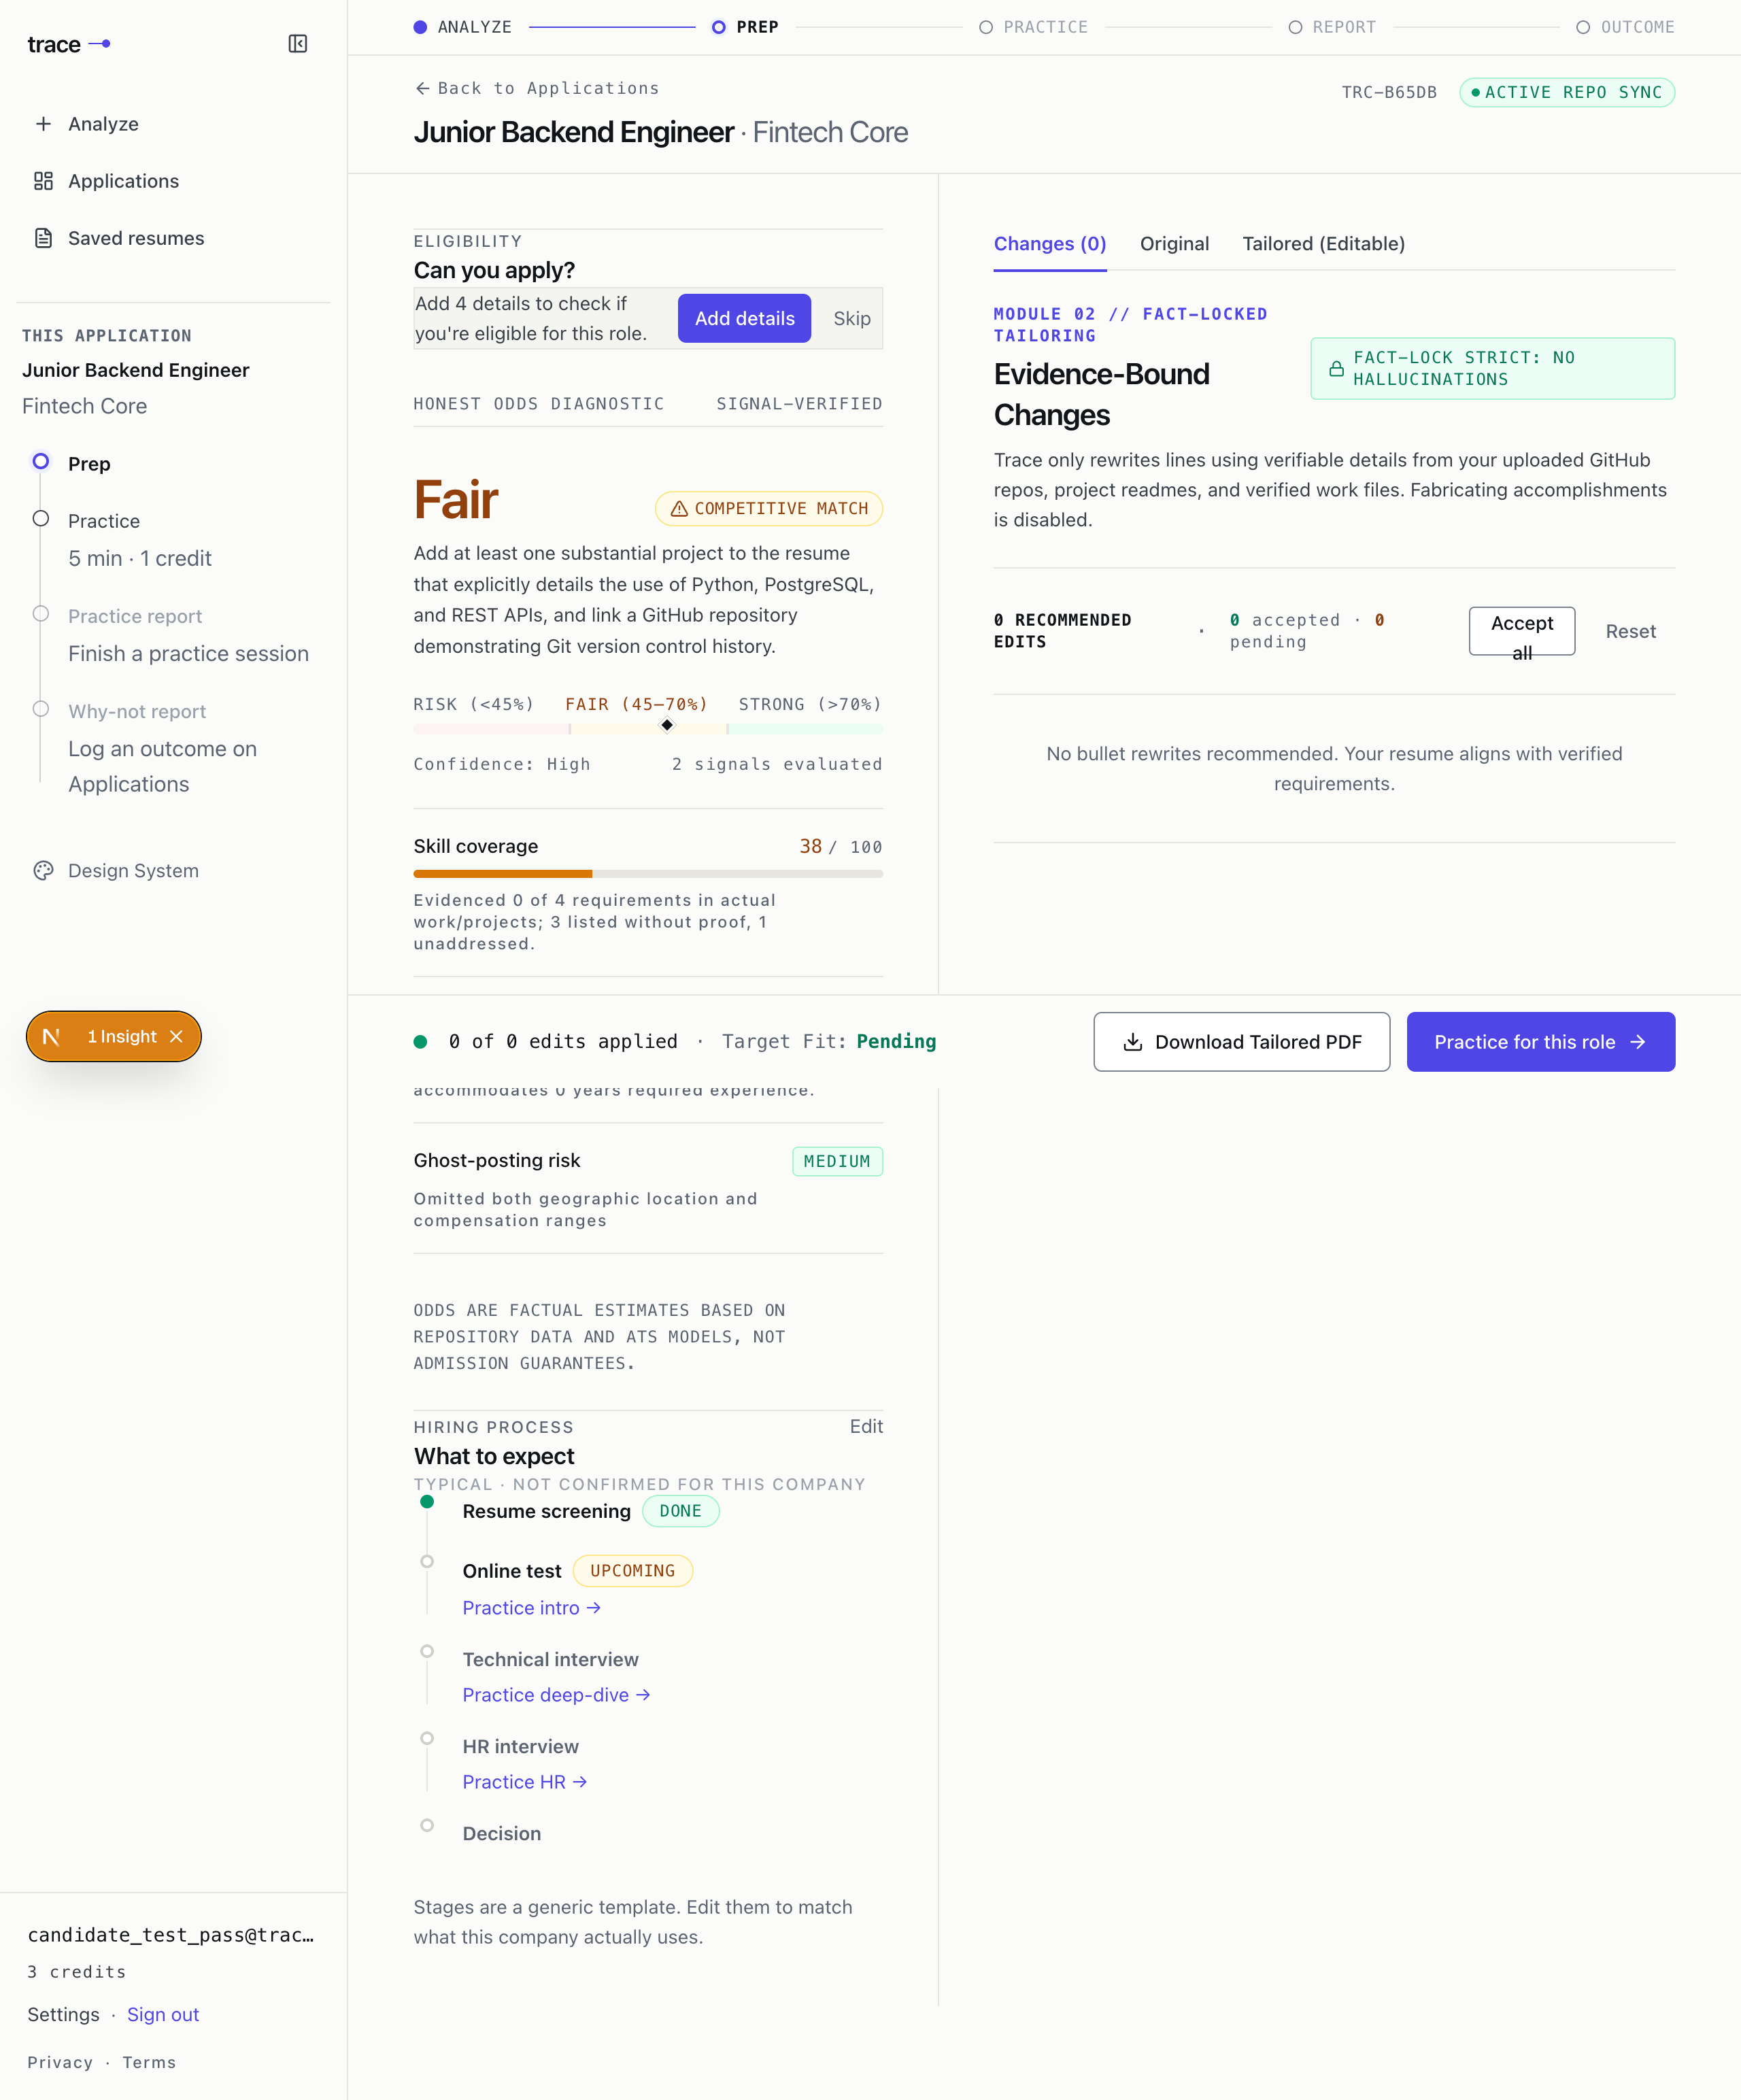 trace
Analyze
Applications
Saved resumes
THIS APPLICATION
Junior Backend Engineer
Fintech Core
Prep
Practice
5 min · 1 credit
Practice report
Finish a practice session
Why-not report
Log an outcome on
Applications
Design System
1 Insight
candidate_test_pass@trac…
3 credits
Settings · Sign out
Privacy · Terms
ANALYZE PREP PRACTICE REPORT OUTCOME
← Back to Applications
TRC-B65DB ACTIVE REPO SYNC
Junior Backend Engineer · Fintech Core
ELIGIBILITY
Can you apply?
Add 4 details to check if
you're eligible for this role.
Add details
Skip
HONEST ODDS DIAGNOSTIC SIGNAL-VERIFIED
Fair
COMPETITIVE MATCH
Add at least one substantial project to the resume
that explicitly details the use of Python, PostgreSQL,
and REST APIs, and link a GitHub repository
demonstrating Git version control history.
RISK (<45%) FAIR (45–70%) STRONG (>70%)
Confidence: High 2 signals evaluated
Skill coverage 38 / 100
Evidenced 0 of 4 requirements in actual
work/projects; 3 listed without proof, 1
unaddressed.
accommodates 0 years required experience.
Ghost-posting risk MEDIUM
Omitted both geographic location and
compensation ranges
ODDS ARE FACTUAL ESTIMATES BASED ON
REPOSITORY DATA AND ATS MODELS, NOT
ADMISSION GUARANTEES.
HIRING PROCESS Edit
What to expect
TYPICAL · NOT CONFIRMED FOR THIS COMPANY
Resume screening DONE
Online test UPCOMING
Practice intro →
Technical interview
Practice deep-dive →
HR interview
Practice HR →
Decision
Stages are a generic template. Edit them to match
what this company actually uses.
Changes (0) Original Tailored (Editable)
MODULE 02 // FACT-LOCKED
TAILORING
Evidence-Bound
Changes
FACT-LOCK STRICT: NO
HALLUCINATIONS
Trace only rewrites lines using verifiable details from your uploaded GitHub
repos, project readmes, and verified work files. Fabricating accomplishments
is disabled.
0 RECOMMENDED
EDITS
·
0 accepted · 0
pending
Accept
all
Reset
No bullet rewrites recommended. Your resume aligns with verified
requirements.
0 of 0 edits applied · Target Fit: Pending
Download Tailored PDF
Practice for this role →